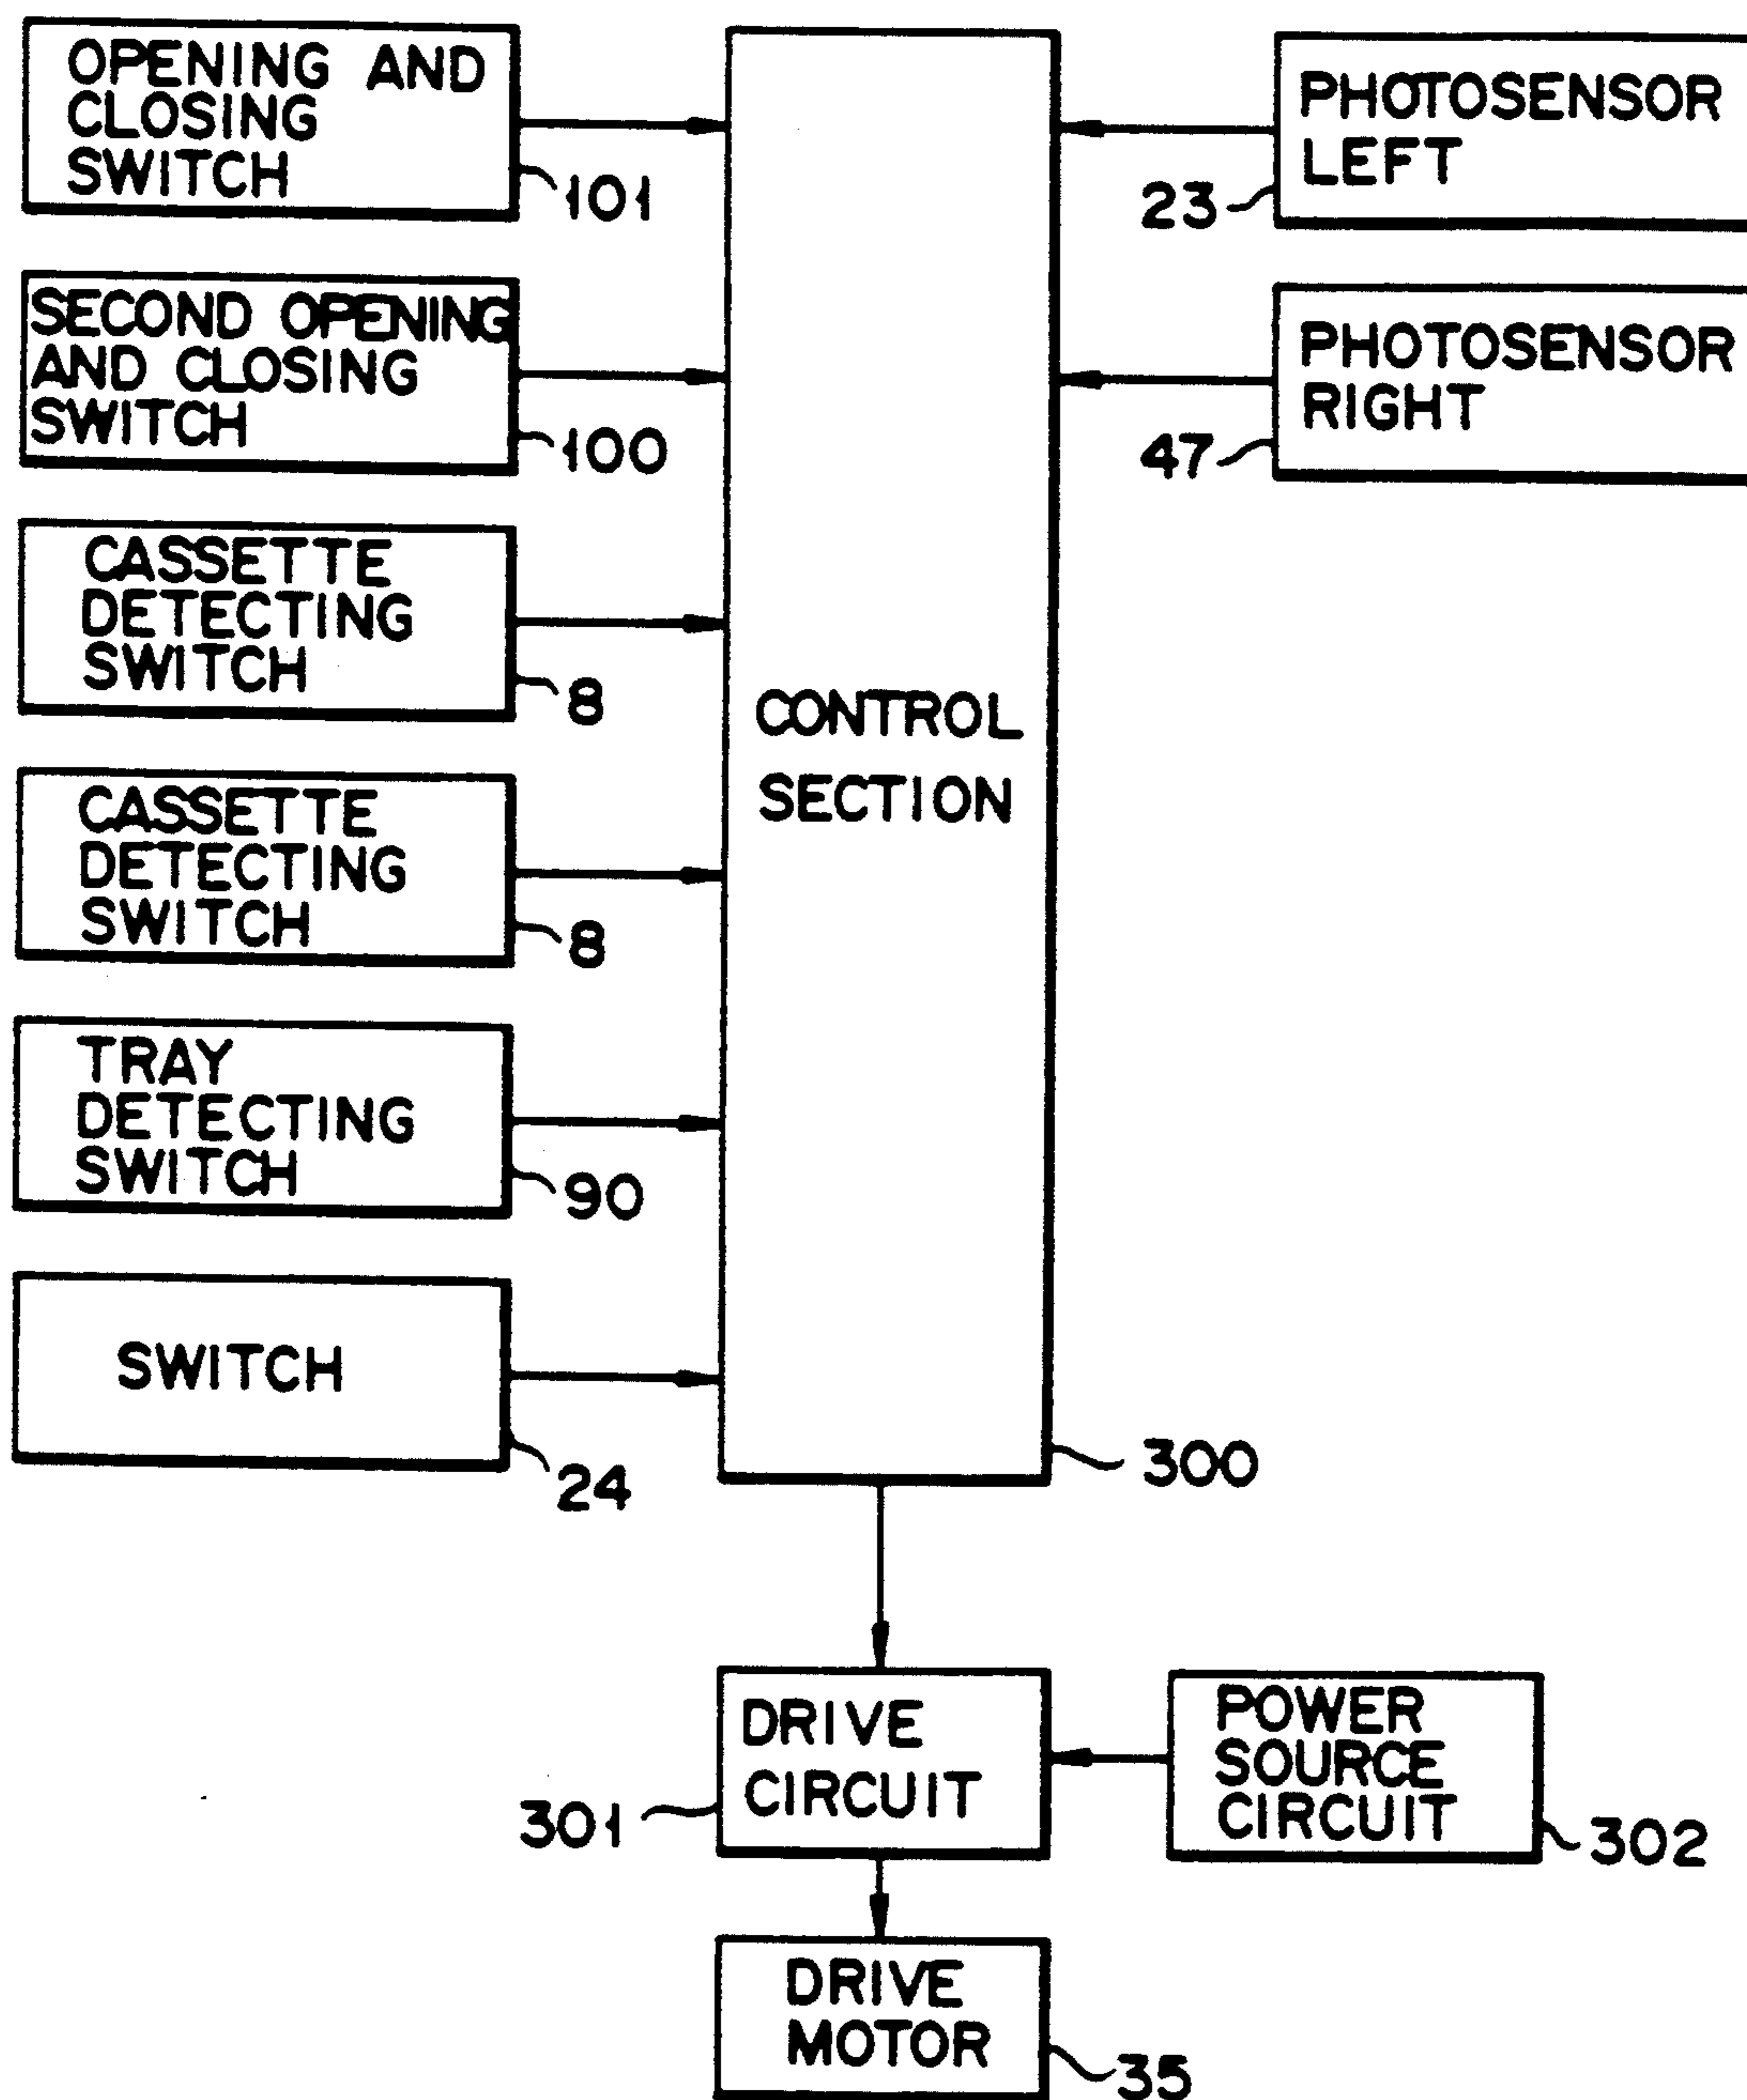 OPENING AND
CLOSING
SWITCH
101
SECOND OPENING
AND CLOSING
SWITCH
100
CASSETTE
DETECTING
SWITCH
8
CASSETTE
DETECTING
SWITCH
8
TRAY
DETECTING
SWITCH
90
SWITCH
24
CONTROL
SECTION
300
PHOTOSENSOR
LEFT
23
PHOTOSENSOR
RIGHT
47
DRIVE
CIRCUIT
301
POWER
SOURCE
CIRCUIT
302
DRIVE
MOTOR
35